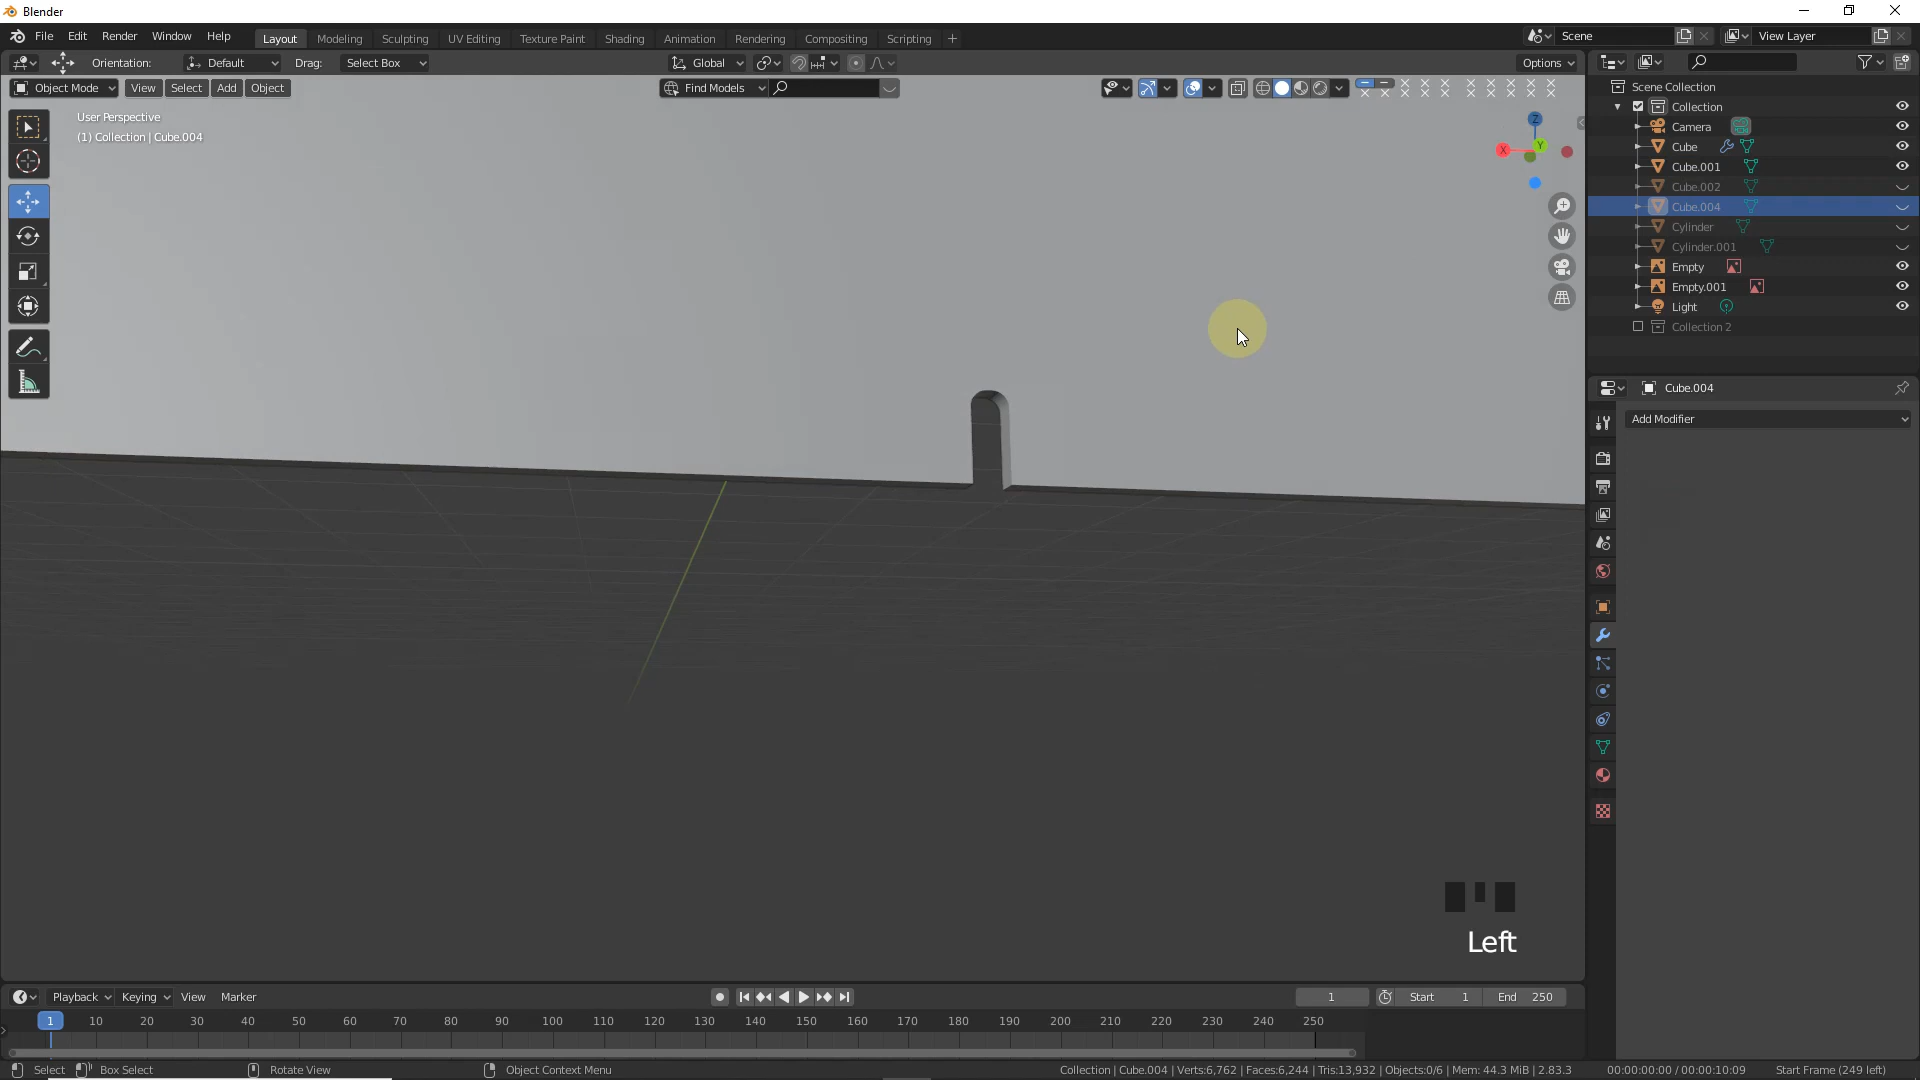 Blender
File Edit Render Window Help Layout Modeling Sculpting UV Editing Texture Paint Shading Animation Rendering Compositing Scripting + Scene View Layer
Orientation: Default Drag: Select Box Global Options
Object Mode View Select Add Object Find Models
User Perspective
(1) Collection | Cube.004
Z
X
Y
Scene Collection
Collection
Camera
Cube
Cube.001
Cube.002
Cube.004
Cylinder
Cylinder.001
Empty
Empty.001
Light
Collection 2
Cube.004
Add Modifier
Left
Playback Keying View Marker 1 Start 1 End 250
1 10 20 30 40 50 60 70 80 90 100 110 120 130 140 150 160 170 180 190 200 210 220 230 240 250
Select Box Select Rotate View Object Context Menu Collection | Cube.004 | Verts:6,762 | Faces:6,244 | Tris:13,932 | Objects:0/6 | Mem: 44.3 MiB | 2.83.3 00:00:00:00 / 00:00:10:09 Start Frame (249 left)